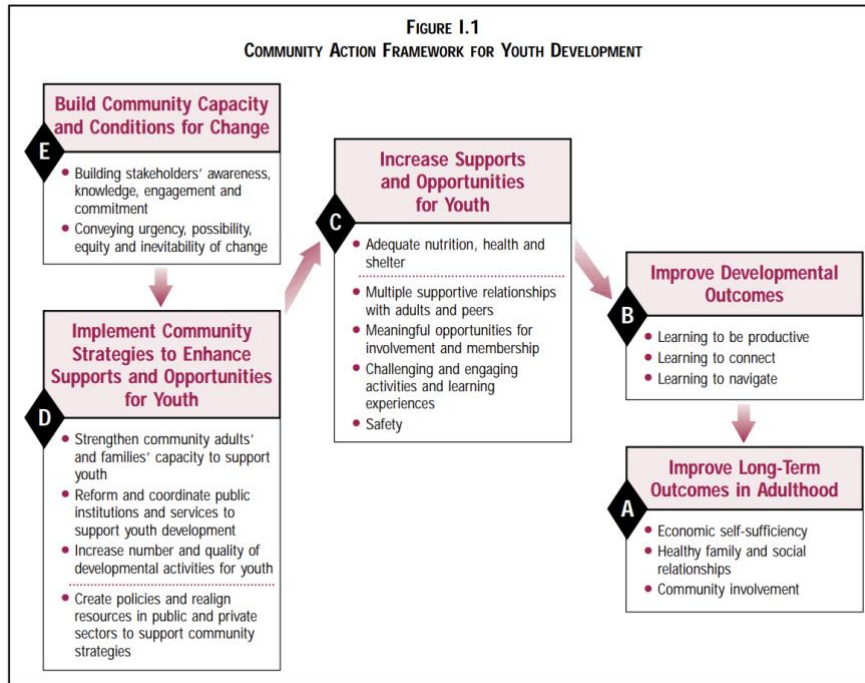 FIGURE I.1
COMMUNITY ACTION FRAMEWORK FOR YOUTH DEVELOPMENT
Build Community Capacity
and Conditions for Change
E
• Building stakeholders' awareness,
knowledge, engagement and
commitment
• Conveying urgency, possibility,
equity and inevitability of change
Implement Community
Strategies to Enhance
Supports and Opportunities
for Youth
D
• Strengthen community adults'
and families' capacity to support
youth
• Reform and coordinate public
institutions and services to
support youth development
• Increase number and quality of
developmental activities for youth
• Create policies and realign
resources in public and private
sectors to support community
strategies
Increase Supports
and Opportunities
for Youth
C
• Adequate nutrition, health and
shelter
• Multiple supportive relationships
with adults and peers
• Meaningful opportunities for
involvement and membership
• Challenging and engaging
activities and learning
experiences
• Safety
Improve Developmental
Outcomes
B
• Learning to be productive
• Learning to connect
• Learning to navigate
Improve Long-Term
Outcomes in Adulthood
A
• Economic self-sufficiency
• Healthy family and social
relationships
• Community involvement